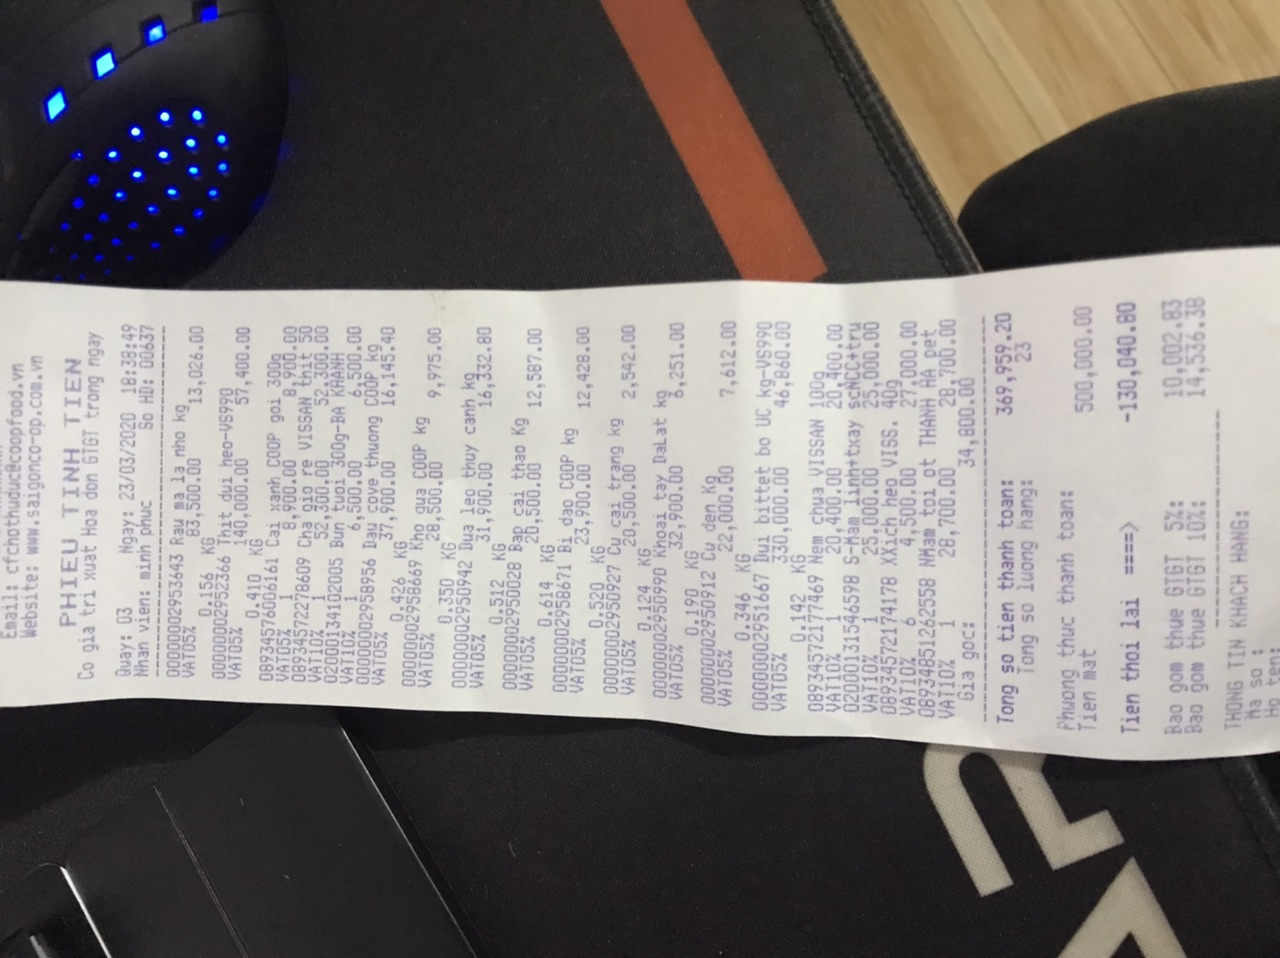 Email: cfchothuduc@coopfood.vn
Website: www.saigonco-op.com.vn
PHIEU TINH TIEN
Co gia tri xuat Hoa don GTGT trong ngay
Quay: 03 Ngay: 23/03/2020 18:38:49
Nhan vien: minh phuc So HD: 00637
0000002953643 Rau ma la nho kg
VAT05% 0.156 KG 83,500.00 13,026.00
0000002952366 Thit dui heo-VS990
VAT05% 0.410 KG 140,000.00 57,400.00
8934576006161 Cai xanh COOP goi 300g
VAT05% 1 8,900.00 8,900.00
08934572278609 Cha gio re VISSAN thit 50
VAT10% 1 52,300.00 52,300.00
02000134102005 Bun tuoi 300g-BA KHANH
VAT10% 1 6,500.00 6,500.00
0000002958956 Dau cove thuong COOP kg
VAT05% 0.426 KG 37,900.00 16,145.40
0000002958669 Kho qua COOP kg
VAT05% 0.350 KG 28,500.00 9,975.00
0000002950942 Dua leo thuy canh kg
VAT05% 0.512 KG 31,900.00 16,332.80
0000002950028 Bap cai thao Kg
VAT05% 0.614 KG 20,500.00 12,587.00
0000002958671 Bi dao COOP kg
VAT05% 0.520 KG 23,900.00 12,428.00
0000002950927 Cu cai trang kg
VAT05% 0.124 KG 20,500.00 2,542.00
0000002950990 Khoai tay DaLat kg
VAT05% 0.190 KG 32,900.00 6,251.00
0000002950912 Cu den Kg
VAT05% 0.346 KG 22,000.00 7,612.00
0000002951667 Dui bittet bo UC kg-VS990
VAT05% 0.142 KG 330,000.00 46,860.00
08934572177469 Nem chua VISSAN 100g
VAT10% 1 20,400.00 20,400.00
02000131546598 S-Mam linh+txay scNCC+tru
VAT10% 1 25,000.00 25,000.00
08934572174178 XXich heo VISS. 40g
VAT10% 6 4,500.00 27,000.00
08934851262558 NMam toi ot THANH HA pet
VAT10% 1 28,700.00 28,700.00
Gia goc: 34,800.00
Tong so tien thanh toan: 369,959.20
Tong so luong hang: 23
Phuong thuc thanh toan:
Tien mat 500,000.00
Tien thoi lai ====> -130,040.80
Bao gom thue GTGT 5%: 10,002.83
Bao gom thue GTGT 10%: 14,536.38
THONG TIN KHACH HANG:
Ma so :
Ho ten: